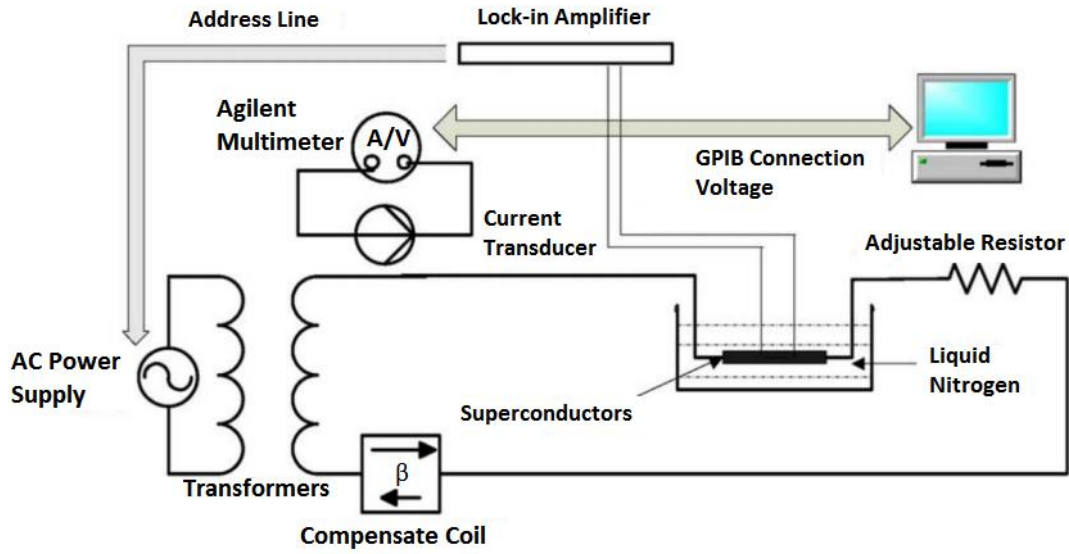 Address Line
Lock-in Amplifier
Agilent
Multimeter
A/V
GPIB Connection
Voltage
Current
Transducer
Adjustable Resistor
AC Power
Supply
Liquid
Nitrogen
Superconductors
β
Transformers
Compensate Coil